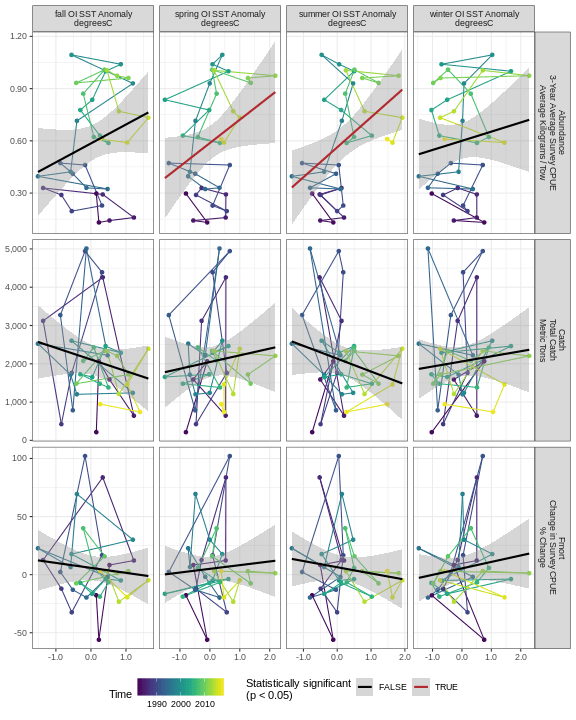 fall OI SST Anomaly
degreesC
spring OI SST Anomaly
degreesC
summer OI SST Anomaly
degreesC
winter OI SST Anomaly
degreesC
1.20
0.90
0.60
0.30
Abundance
3-Year Average Survey CPUE
Average Kilograms / Tow
5,000
4,000
3,000
2,000
1,000
0
Catch
Total Catch
Metric Tons
100
50
0
-50
Fmort
Change in Survey CPUE
% Change
-1.0 0.0 1.0
-1.0 0.0 1.0 2.0
-1.0 0.0 1.0 2.0
-1.0 0.0 1.0 2.0
Time
1990 2000 2010
Statistically significant
(p < 0.05)
FALSE
TRUE